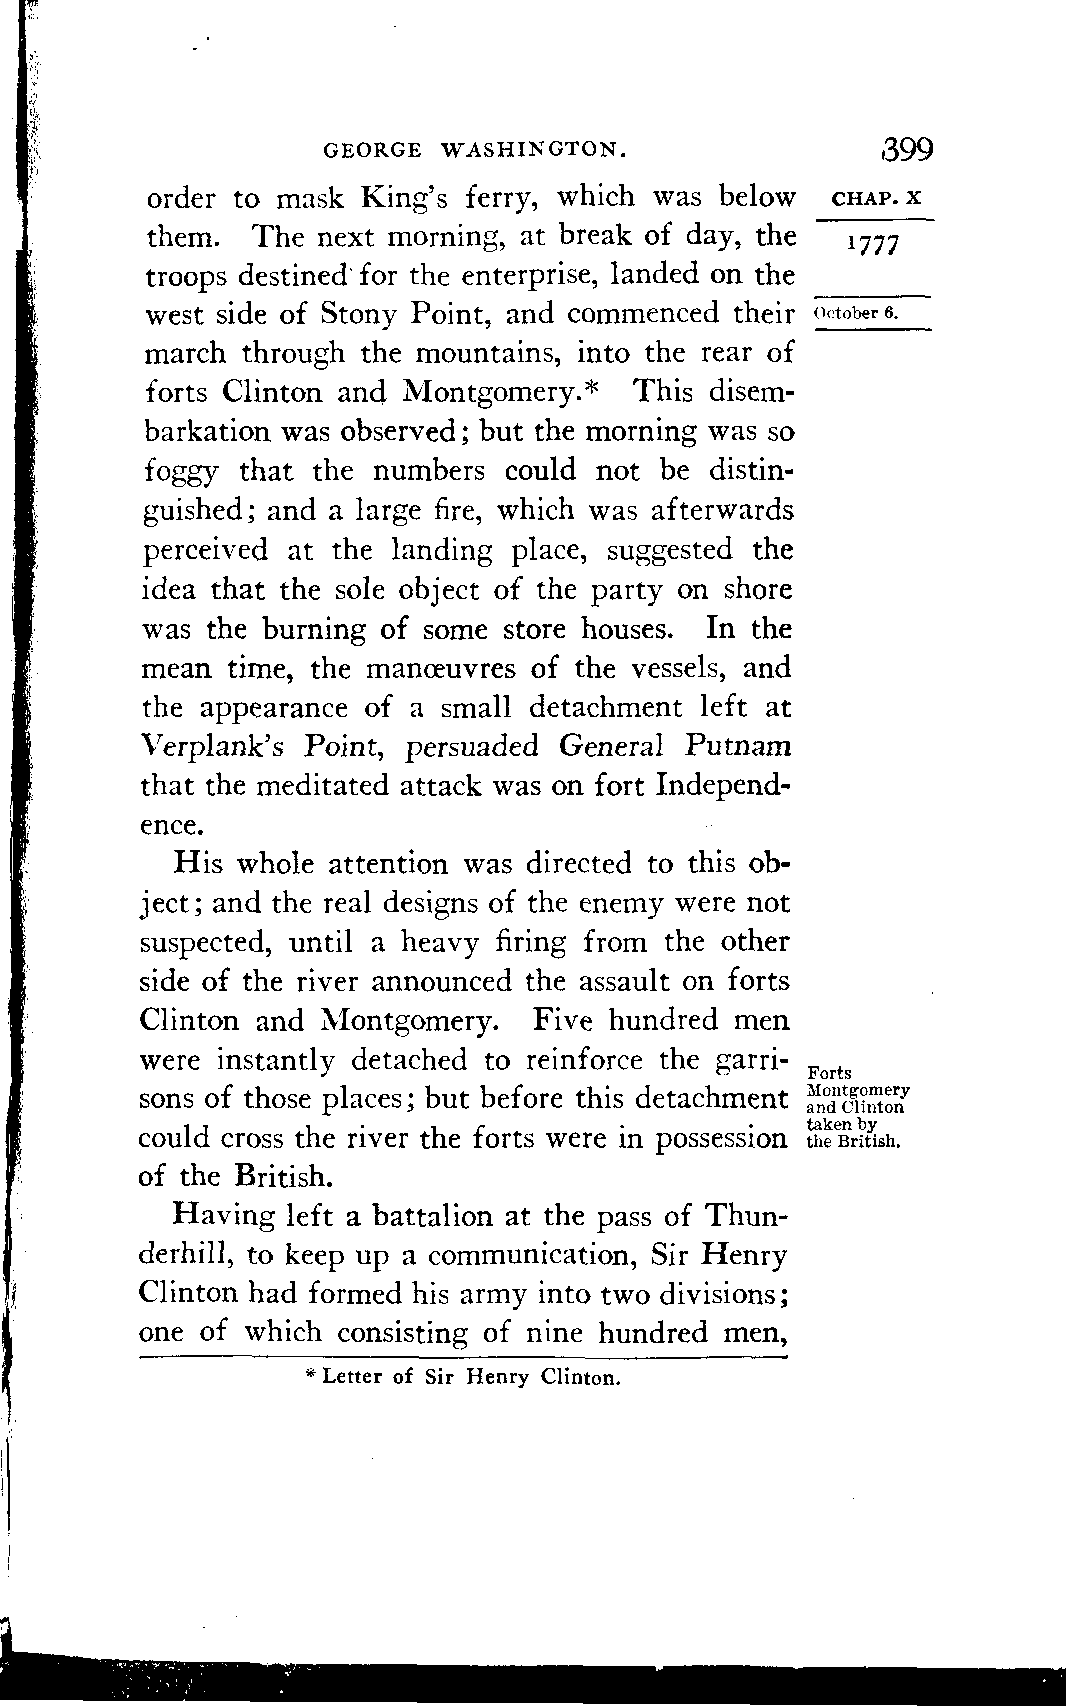 GEORGE WASHINGTON. 399
order to mask King's ferry, which was below CHAP. X
them. The next morning, at break of day, the 1777
troops destined for the enterprise, landed on the
west side of Stony Point, and commenced their October 6.
march through the mountains, into the rear of
forts Clinton and Montgomery.* This disem-
barkation was observed; but the morning was so
foggy that the numbers could not be distin-
guished; and a large fire, which was afterwards
perceived at the landing place, suggested the
idea that the sole object of the party on shore
was the burning of some store houses. In the
mean time, the manœuvres of the vessels, and
the appearance of a small detachment left at
Verplank's Point, persuaded General Putnam
that the meditated attack was on fort Independ-
ence.
His whole attention was directed to this ob-
ject; and the real designs of the enemy were not
suspected, until a heavy firing from the other
side of the river announced the assault on forts
Clinton and Montgomery. Five hundred men
were instantly detached to reinforce the garri-
sons of those places; but before this detachment
could cross the river the forts were in possession
of the British.
Forts
Montgomery
and Clinton
taken by
the British.
Having left a battalion at the pass of Thun-
derhill, to keep up a communication, Sir Henry
Clinton had formed his army into two divisions;
one of which consisting of nine hundred men,
* Letter of Sir Henry Clinton.